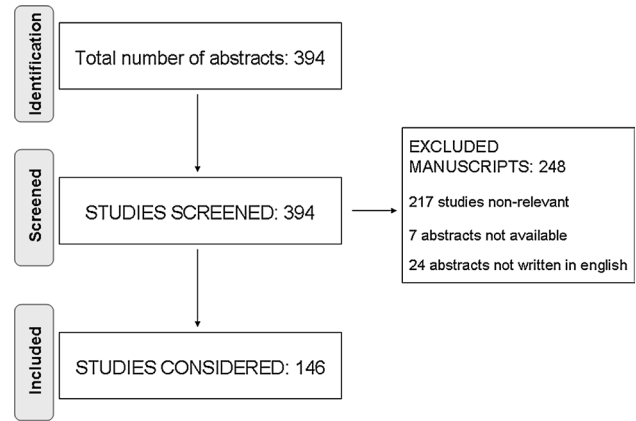 Identification
Total number of abstracts: 394
Screened
STUDIES SCREENED: 394
EXCLUDED
MANUSCRIPTS: 248
217 studies non-relevant
7 abstracts not available
24 abstracts not written in english
Included
STUDIES CONSIDERED: 146